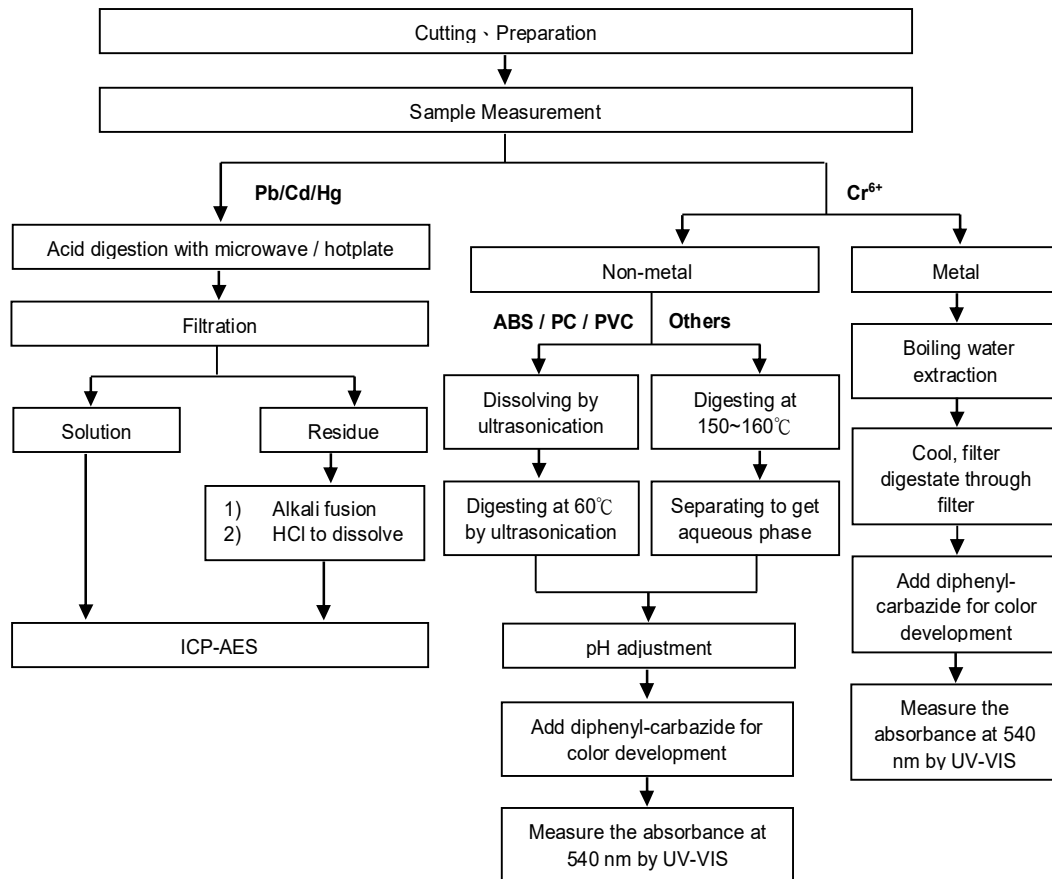 Cutting、Preparation
Sample Measurement
Pb/Cd/Hg
Cr⁶⁺
Acid digestion with microwave / hotplate
Non-metal
Metal
Filtration
ABS / PC / PVC
Others
Boiling water
extraction
Solution
Residue
Dissolving by
ultrasonication
Digesting at
150~160℃
Cool, filter
digestate through
filter
1) Alkali fusion
2) HCl to dissolve
Digesting at 60℃
by ultrasonication
Separating to get
aqueous phase
Add diphenyl-
carbazide for color
development
ICP-AES
pH adjustment
Measure the
absorbance at 540
nm by UV-VIS
Add diphenyl-carbazide for
color development
Measure the absorbance at
540 nm by UV-VIS